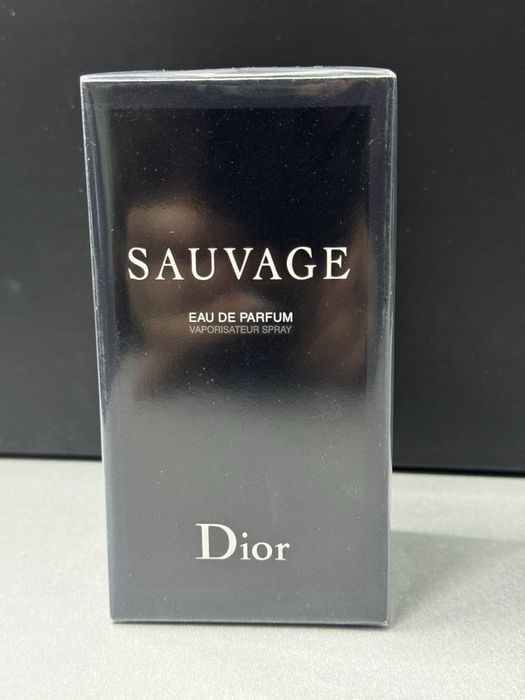 SAUVAGE
EAU DE PARFUM
VAPORISATEUR SPRAY
Dior